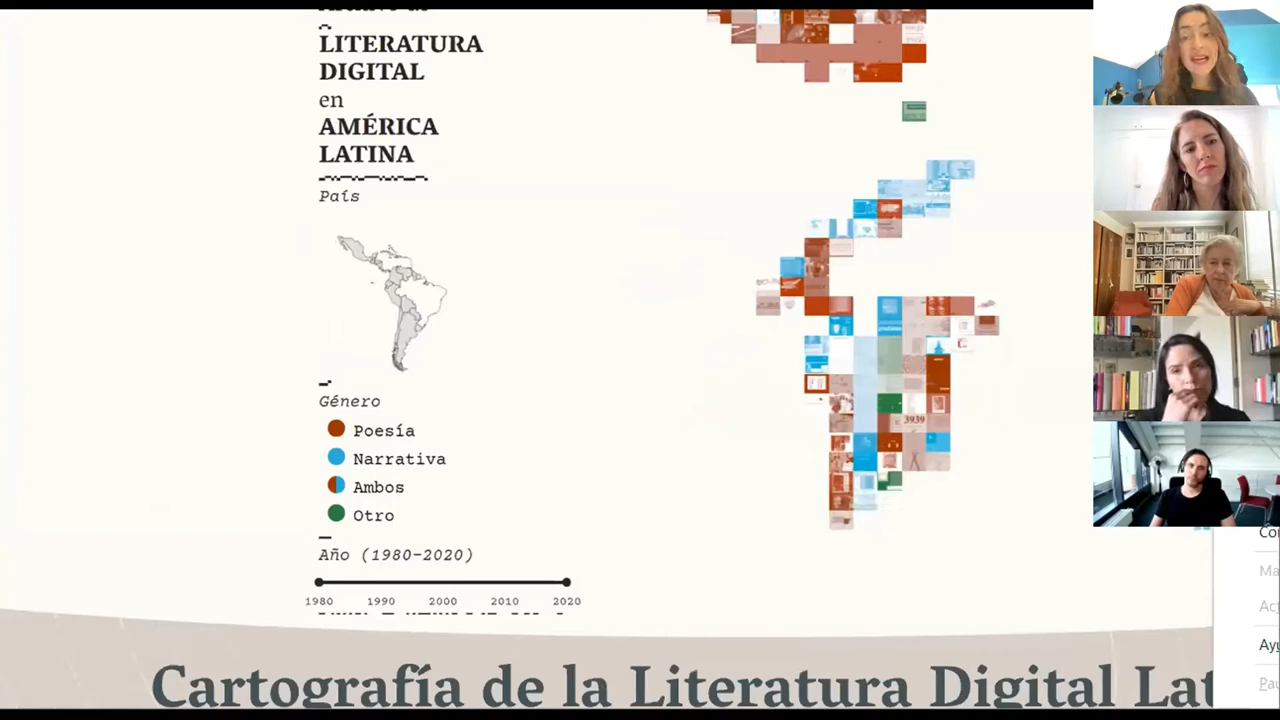 LITERATURA
DIGITAL
en
AMÉRICA
LATINA
País
Género
Poesía
Narrativa
Ambos
Otro
Año (1980-2020)
1980 1990 2000 2010 2020
3939
Cartografía de la Literatura Digital Lat